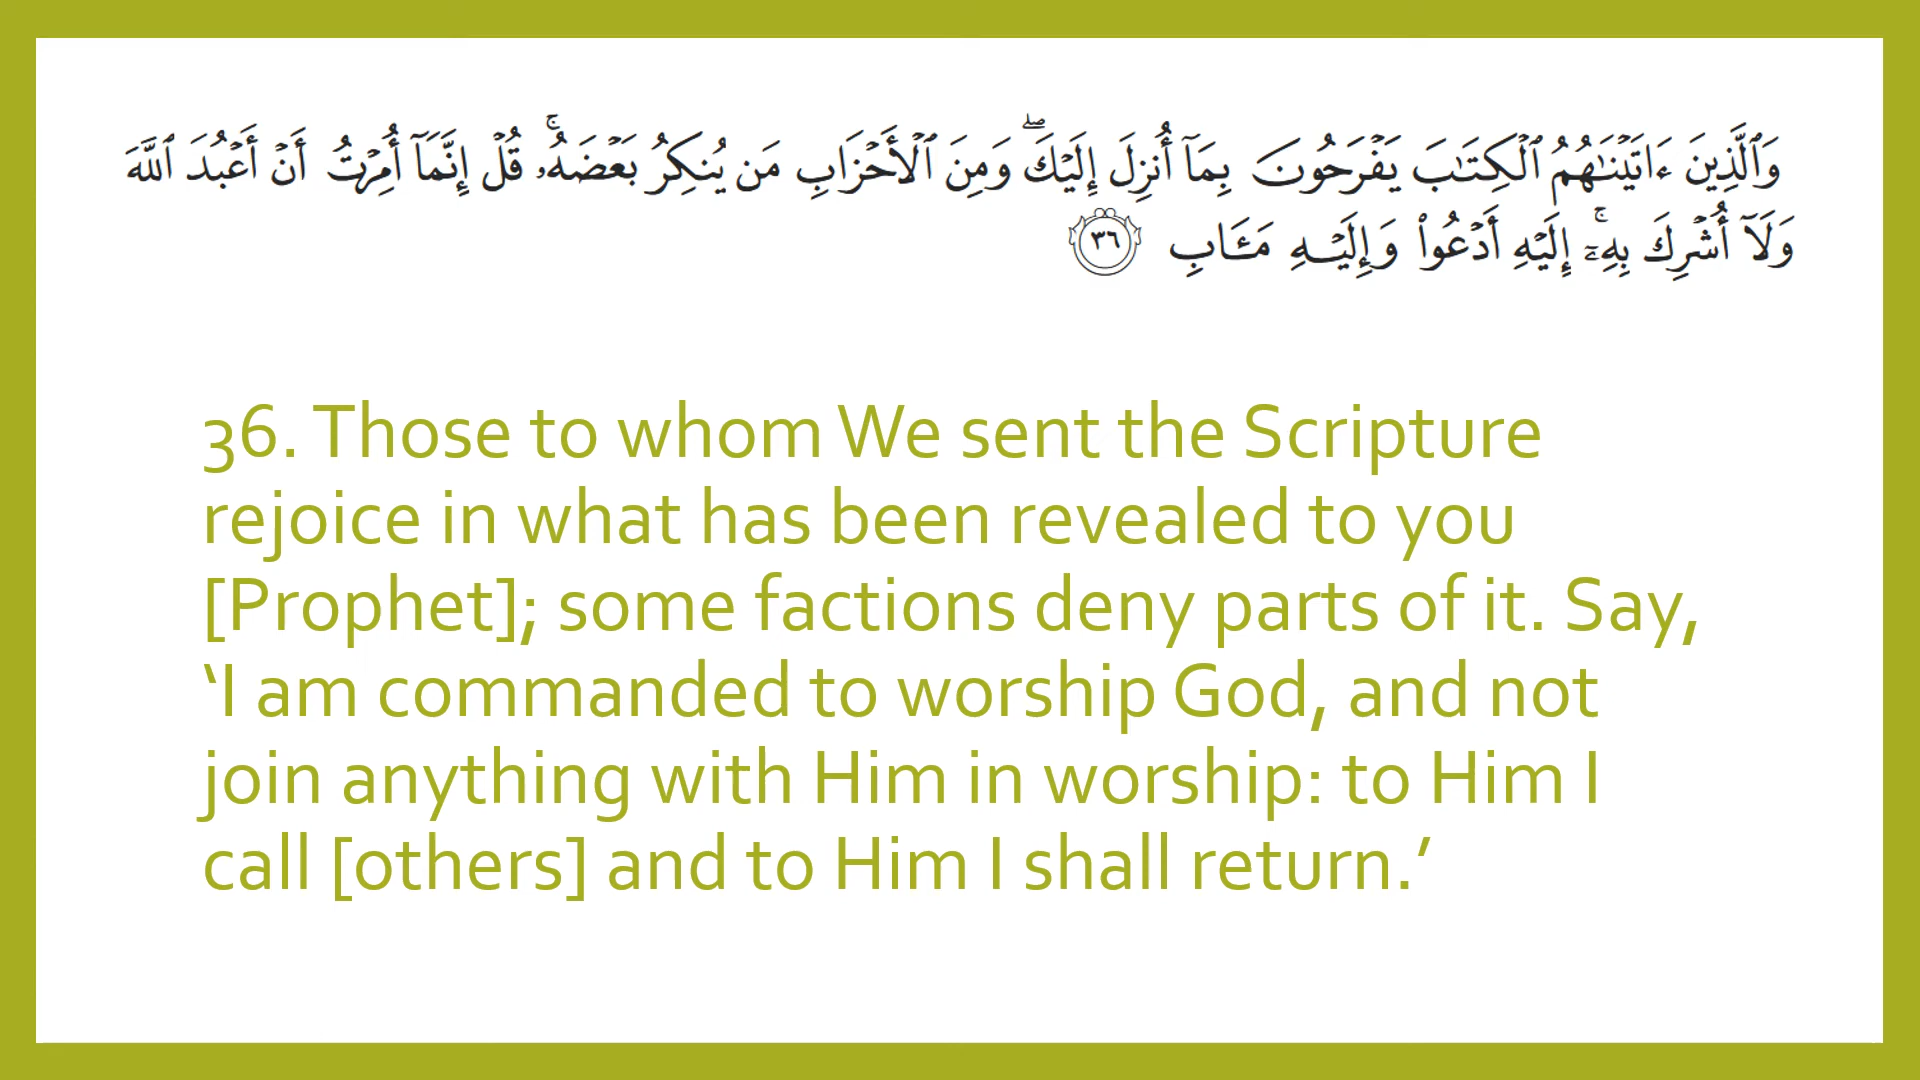 وَٱلَّذِينَ ءَاتَيۡنَٰهُمُ ٱلۡكِتَٰبَ يَفۡرَحُونَ بِمَآ أُنزِلَ إِلَيۡكَۖ وَمِنَ ٱلۡأَحۡزَابِ مَن يُنكِرُ بَعۡضَهُۥۚ قُلۡ إِنَّمَآ أُمِرۡتُ أَنۡ أَعۡبُدَ ٱللَّهَ
وَلَآ أُشۡرِكَ بِهِۦٓۚ إِلَيۡهِ أَدۡعُواْ وَإِلَيۡهِ مَـَٔابِ ٣٦
36. Those to whom We sent the Scripture
rejoice in what has been revealed to you
[Prophet]; some factions deny parts of it. Say,
‘I am commanded to worship God, and not
join anything with Him in worship: to Him I
call [others] and to Him I shall return.’